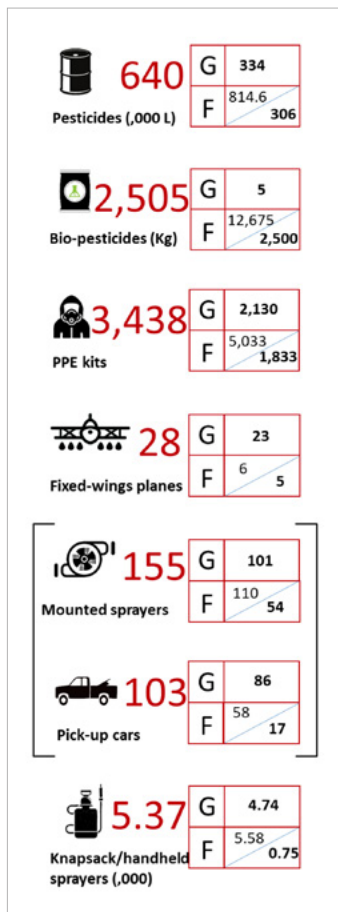 640
G 334
Pesticides (,000 L)
F 814.6 306
2,505
G 5
Bio-pesticides (Kg)
F 12,675 2,500
3,438
G 2,130
PPE kits
F 5,033 1,833
28
G 23
Fixed-wings planes
F 6 5
155
G 101
Mounted sprayers
F 110 54
103
G 86
Pick-up cars
F 58 17
5.37
G 4.74
Knapsack/handheld
sprayers (,000)
F 5.58 0.75